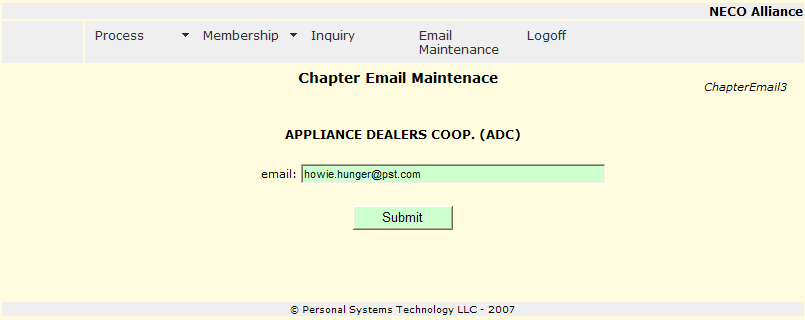 NECO Alliance
Process Membership Inquiry Email Maintenance Logoff
Chapter Email Maintenace
ChapterEmail3
APPLIANCE DEALERS COOP. (ADC)
email: howie.hunger@pst.com
Submit
© Personal Systems Technology LLC - 2007